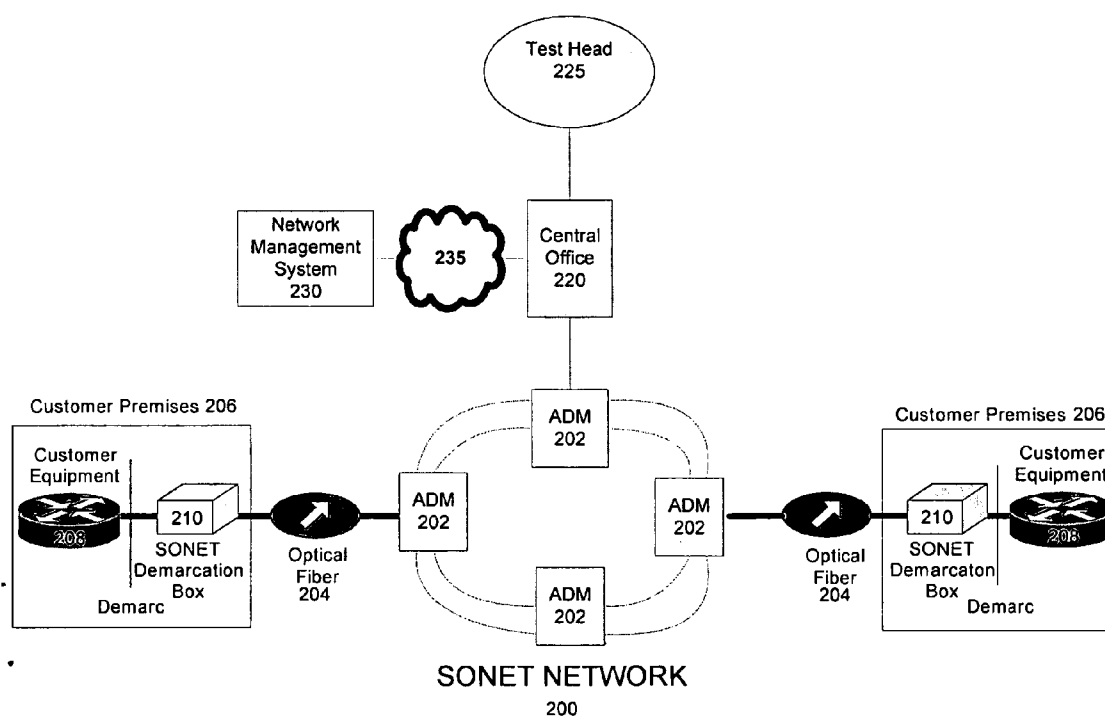 Test Head
225
Network
Management
System
230
235
Central
Office
220
Customer Premises 206
Customer
Equipment
208
210
SONET
Demarcation
Box
Demarc
Optical
Fiber
204
ADM
202
ADM
202
ADM
202
ADM
202
Optical
Fiber
204
Customer Premises 206
Customer
Equipment
210
208
SONET
Demarcaton
Box
Demarc
SONET NETWORK
200